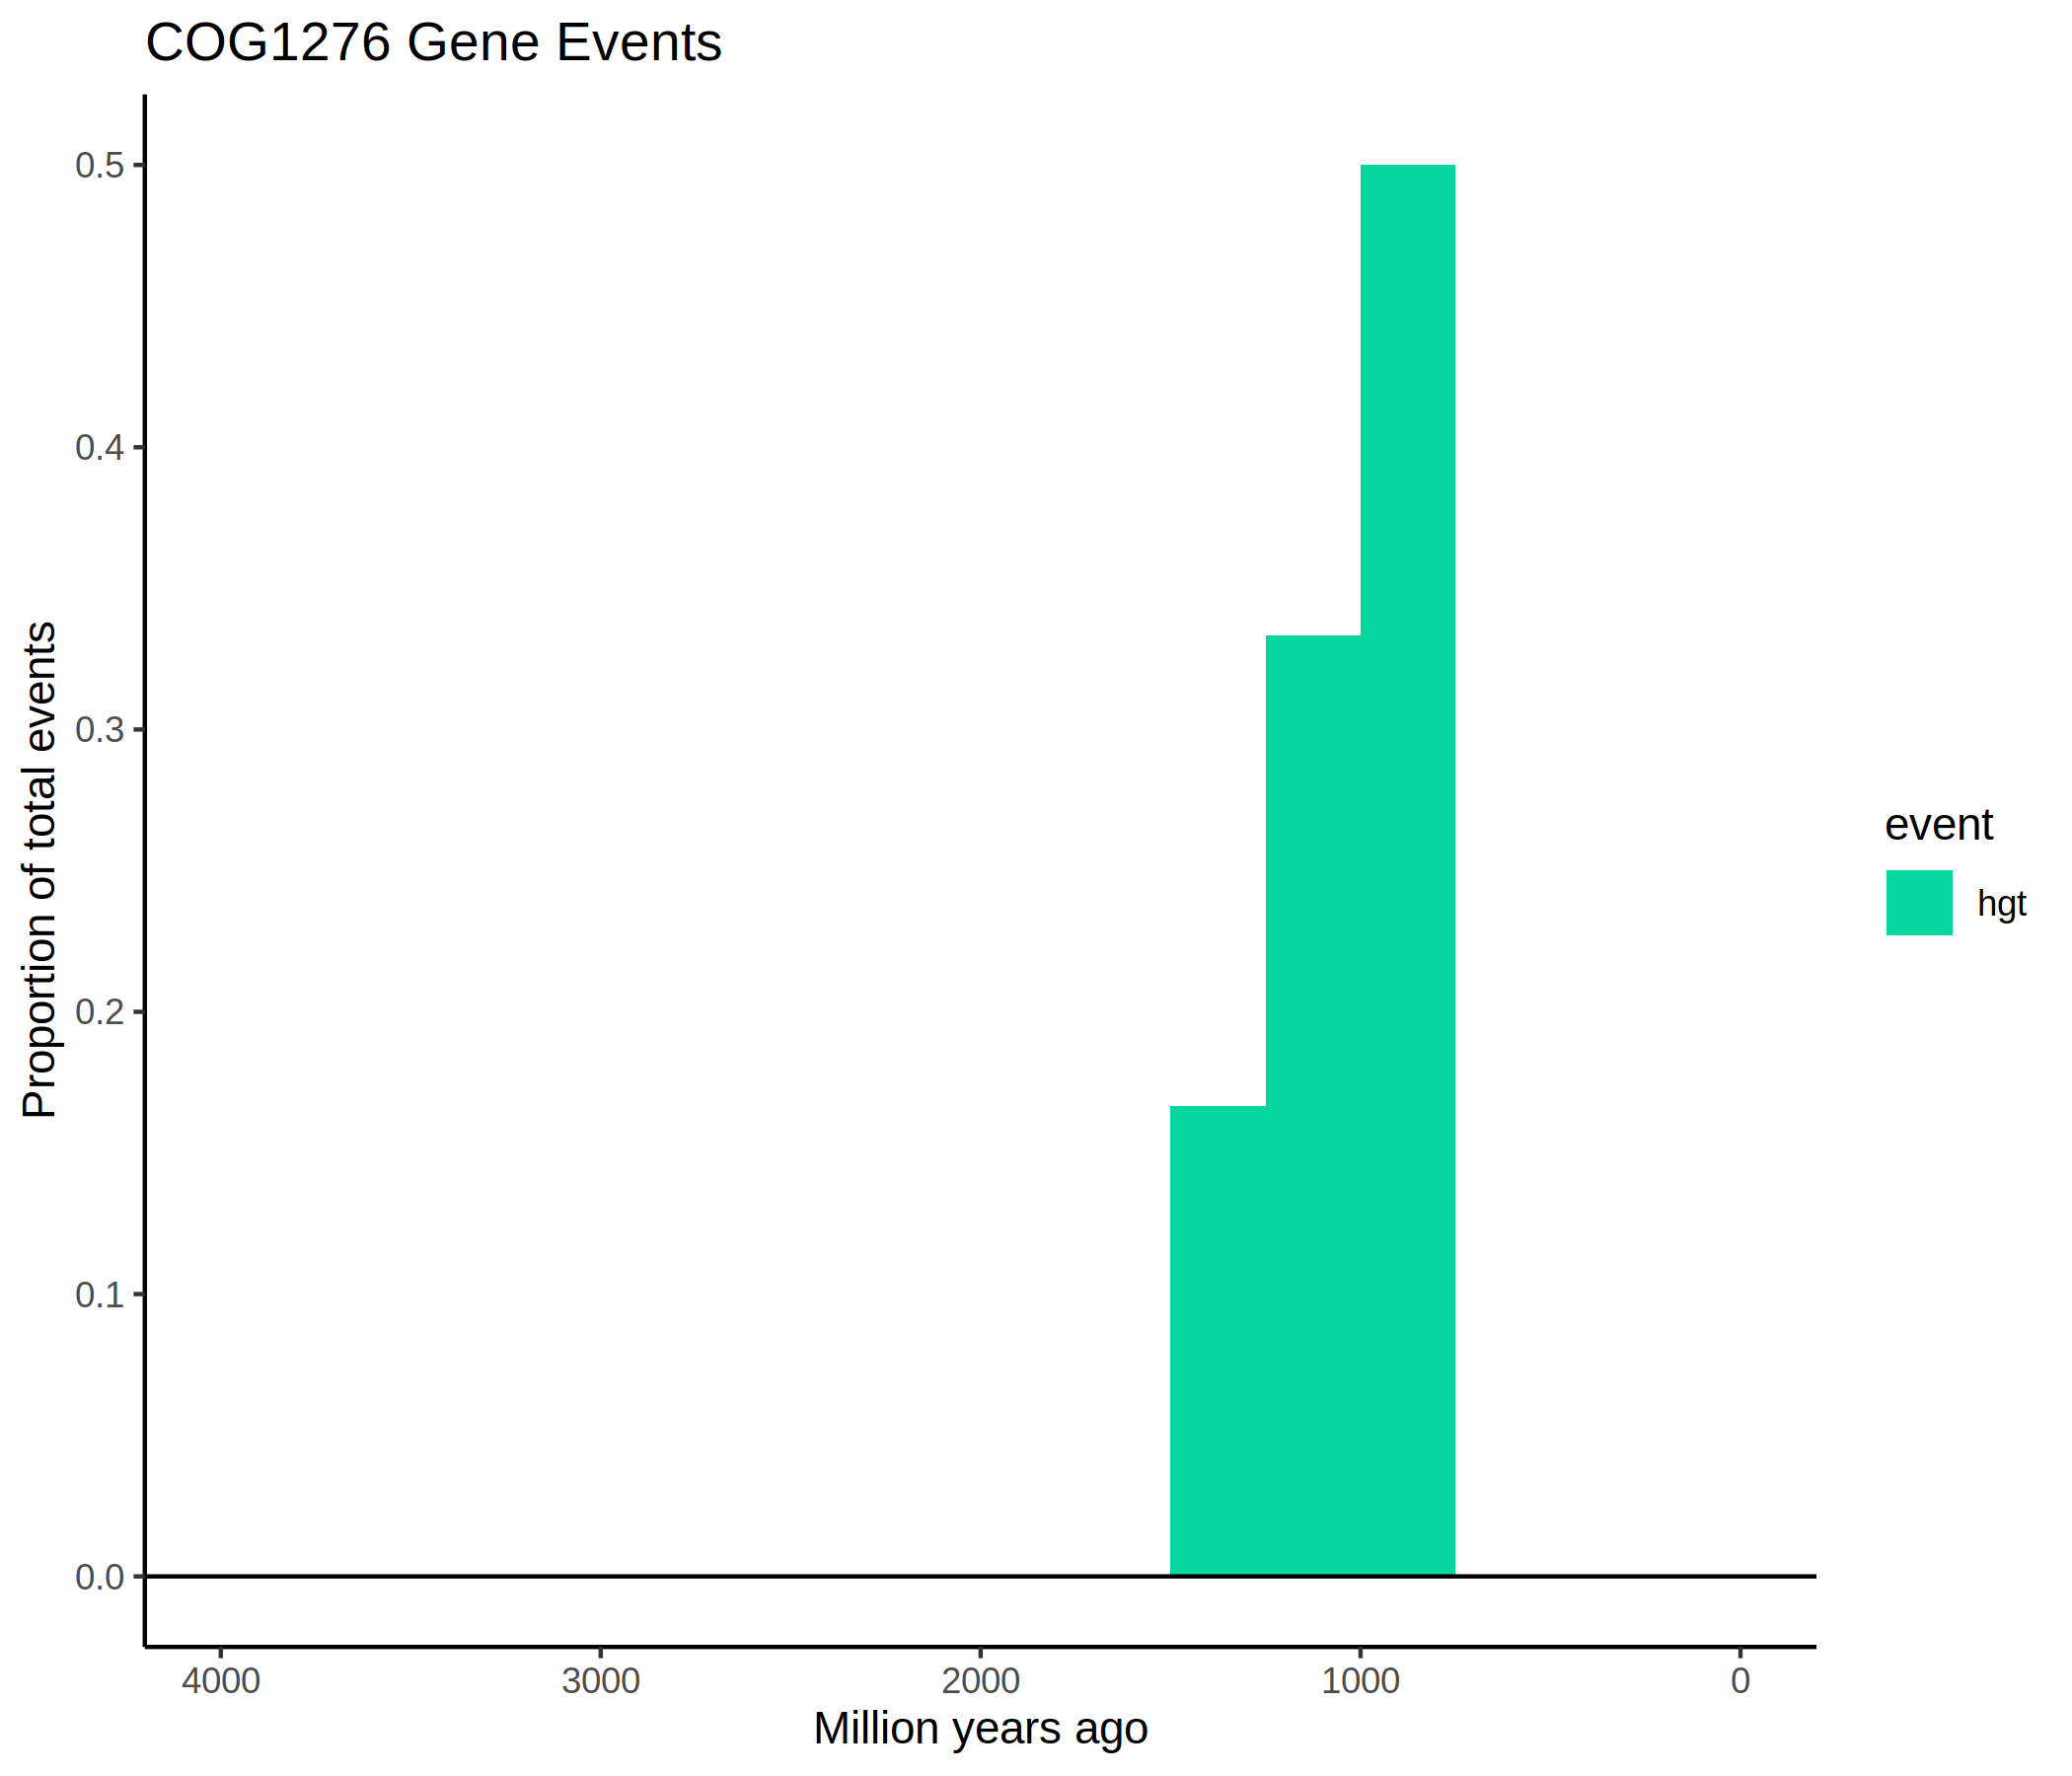 COG1276 Gene Events
Proportion of total events
0.5
0.4
0.3
0.2
0.1
0.0
4000 3000 2000 1000 0
Million years ago
event
hgt